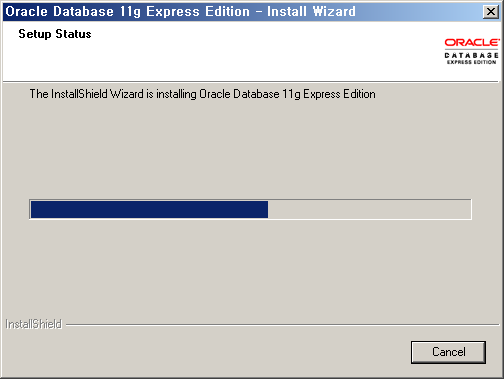 Oracle Database 11g Express Edition - Install Wizard
Setup Status
ORACLE
DATABASE
EXPRESS EDITION
The InstallShield Wizard is installing Oracle Database 11g Express Edition
InstallShield
Cancel